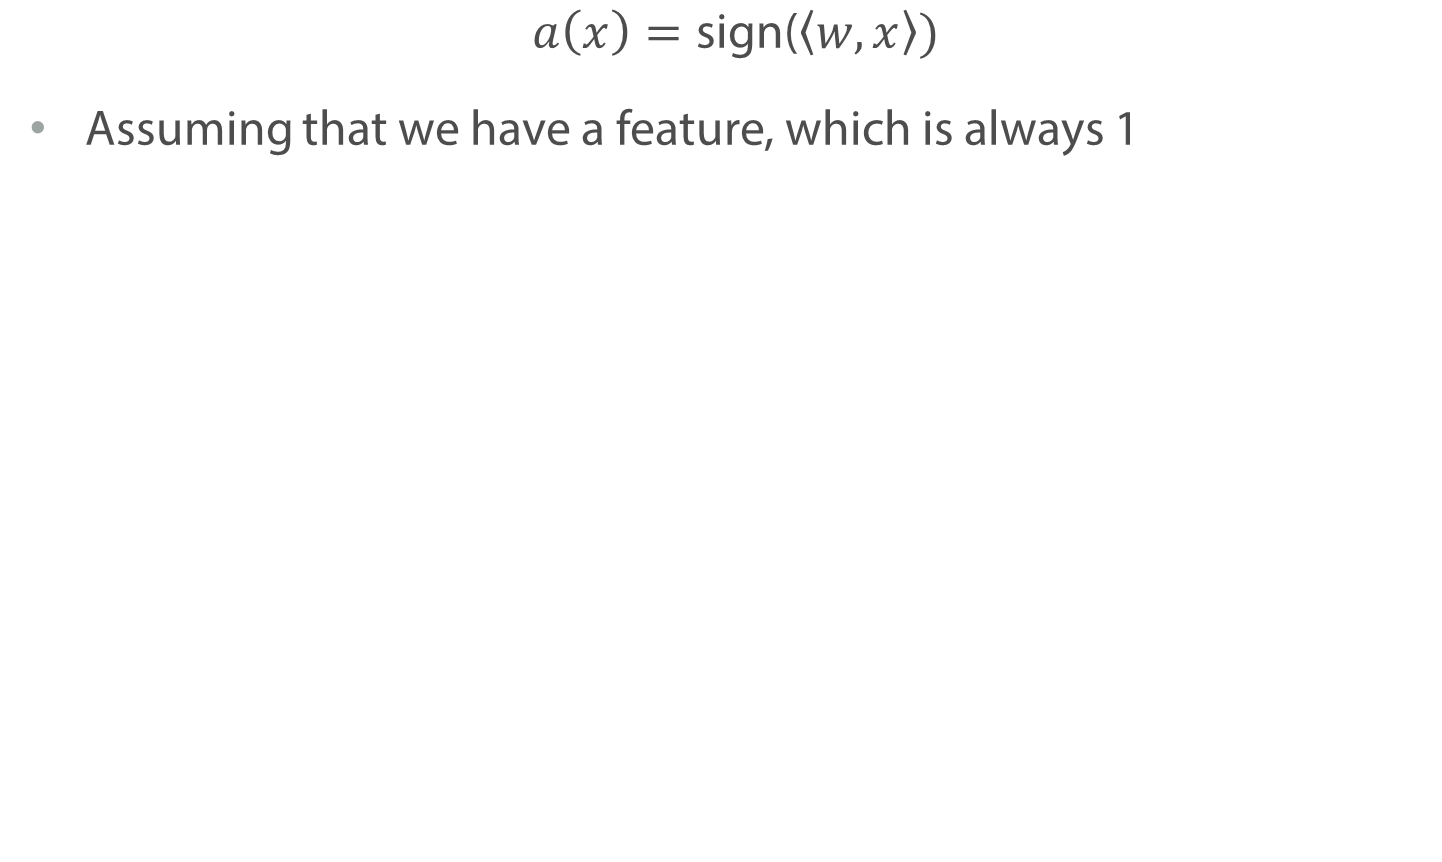 a(x) = sign(⟨w, x⟩)
• Assuming that we have a feature, which is always 1